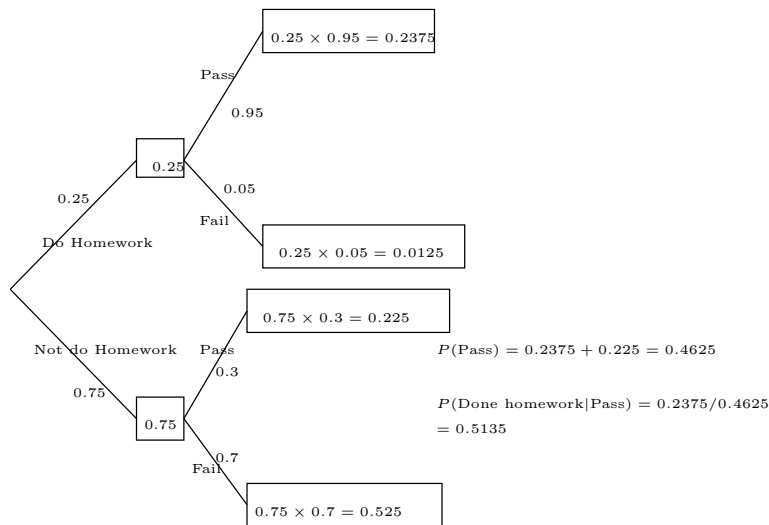 0.25 × 0.95 = 0.2375
Pass
0.95
0.25
0.25
0.05
Fail
Do Homework
0.25 × 0.05 = 0.0125
0.75 × 0.3 = 0.225
Not do Homework
Pass
P(Pass) = 0.2375 + 0.225 = 0.4625
0.3
0.75
0.75
P(Done homework|Pass) = 0.2375/0.4625
= 0.5135
0.7
Fail
0.75 × 0.7 = 0.525